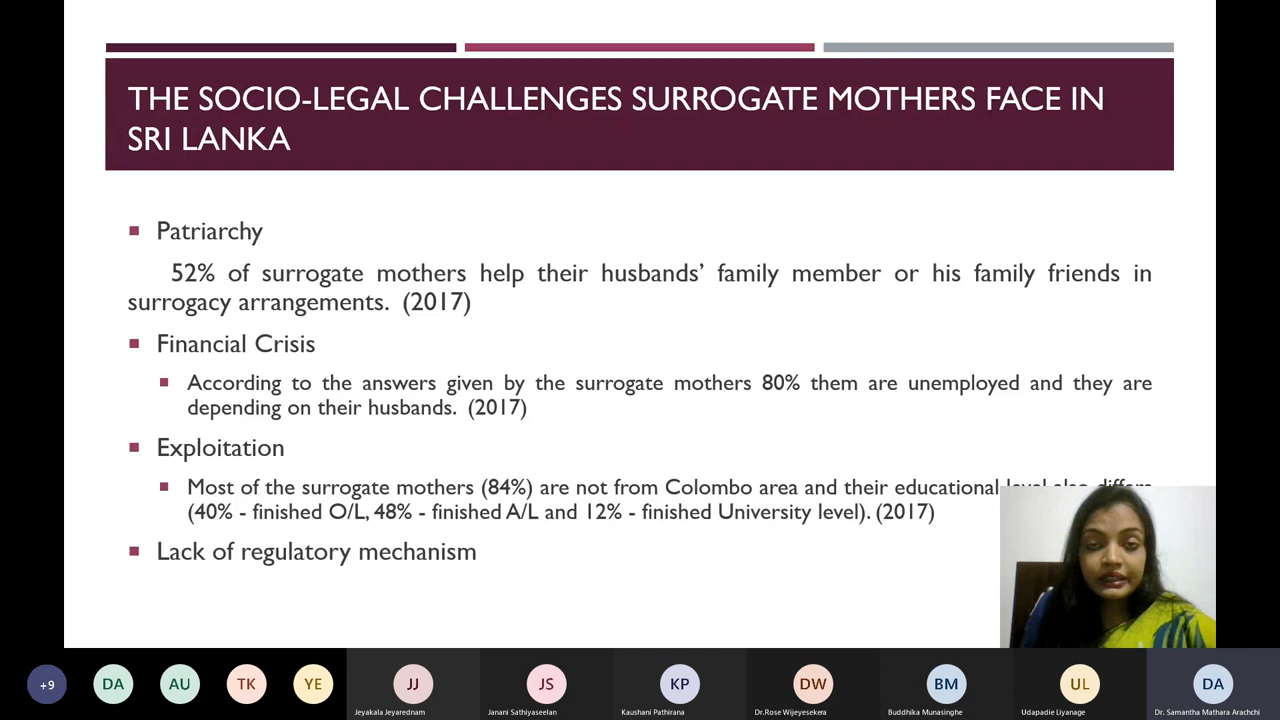 THE SOCIO-LEGAL CHALLENGES SURROGATE MOTHERS FACE IN
SRI LANKA
Patriarchy
52% of surrogate mothers help their husbands’ family member or his family friends in
surrogacy arrangements. (2017)
Financial Crisis
According to the answers given by the surrogate mothers 80% them are unemployed and they are
depending on their husbands. (2017)
Exploitation
Most of the surrogate mothers (84%) are not from Colombo area and their educational level also differs
(40% - finished O/L, 48% - finished A/L and 12% - finished University level). (2017)
Lack of regulatory mechanism
+9 DA AU TK YE JJ JS KP DW BM UL DA
Jeyakala Jeyarednam Janani Sathiyaseelan Kaushani Pathirana Dr.Rose Wijeyesekera Buddhika Munasinghe Udapadie Liyanage Dr. Samantha Mathara Arachchi